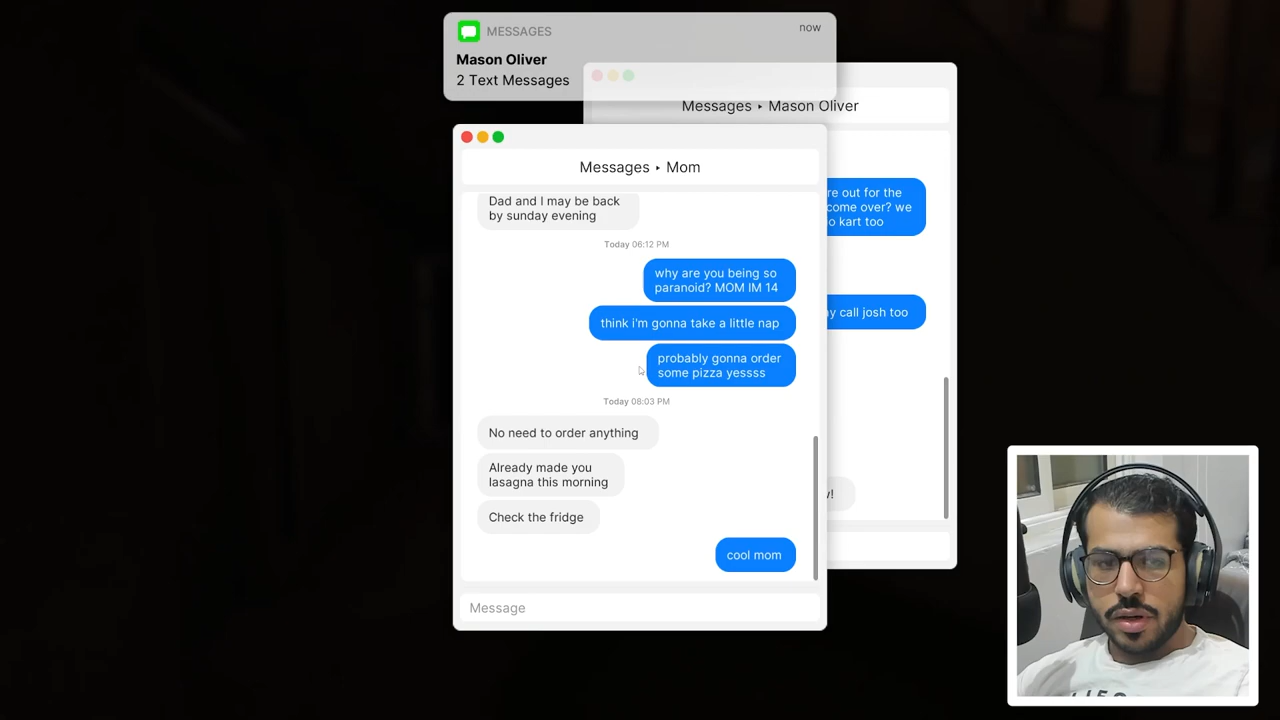 MESSAGES
now
Mason Oliver
2 Text Messages
Messages ‣ Mason Oliver
re out for the
come over? we
o kart too
y call josh too
Messages ‣ Mom
Dad and I may be back
by sunday evening
Today 06:12 PM
why are you being so
paranoid? MOM IM 14
think i'm gonna take a little nap
probably gonna order
some pizza yessss
Today 08:03 PM
No need to order anything
Already made you
lasagna this morning
Check the fridge
cool mom
Message